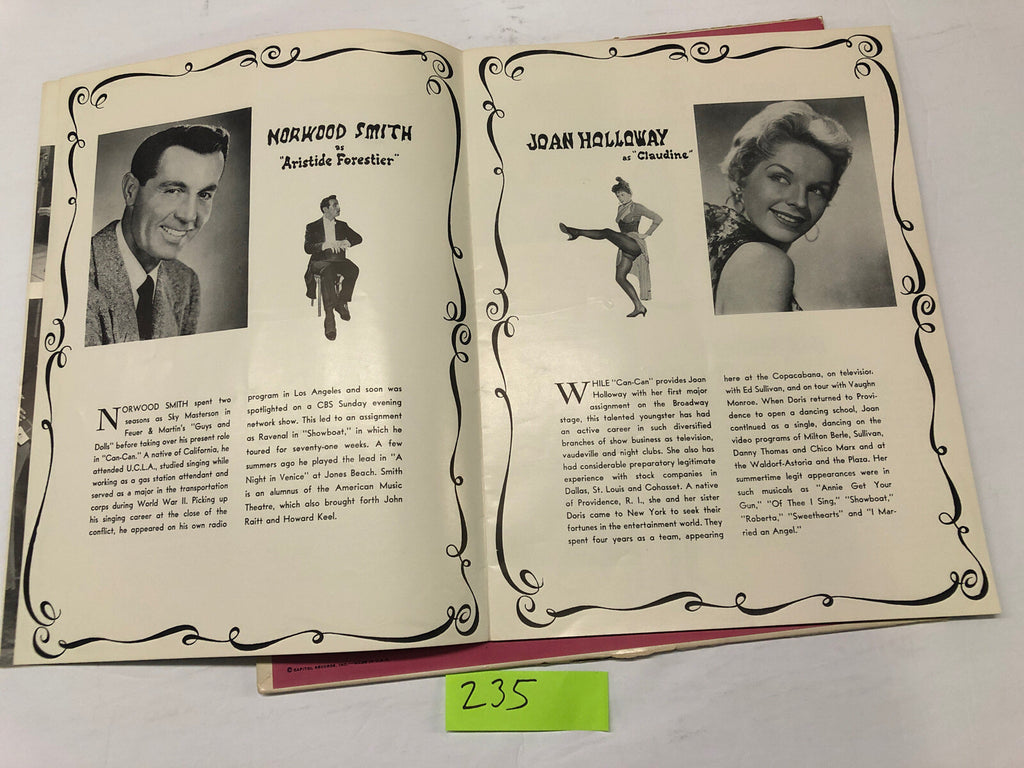 NORWOOD SMITH
as
"Aristide Forestier"
NORWOOD SMITH spent two
seasons as Sky Masterson in
Feuer & Martin's "Guys and
Dolls" before taking over his present role
in "Can-Can." A native of California, he
attended U.C.L.A., studied singing while
working as a gas station attendant and
served as a major in the transportation
corps during World War II. Picking up
his singing career at the close of the
conflict, he appeared on his own radio
program in Los Angeles and soon was
spotlighted on a CBS Sunday evening
network show. This led to an assignment
as Ravenal in "Showboat," in which he
toured for seventy-one weeks. A few
summers ago he played the lead in "A
Night in Venice" at Jones Beach. Smith
is an alumnus of the American Music
Theatre, which also brought forth John
Raitt and Howard Keel.
JOAN HOLLOWAY
as "Claudine"
WHILE "Can-Can" provides Joan
Holloway with her first major
assignment on the Broadway
stage, this talented youngster has had
an active career in such diversified
branches of show business as television,
vaudeville and night clubs. She also has
had considerable preparatory legitimate
experience with stock companies in
Dallas, St. Louis and Cohasset. A native
of Providence, R. I., she and her sister
Doris came to New York to seek their
fortunes in the entertainment world. They
spent four years as a team, appearing
here at the Copacabana, on television,
with Ed Sullivan, and on tour with Vaughn
Monroe. When Doris returned to Provi-
dence to open a dancing school, Joan
continued as a single, dancing on the
video programs of Milton Berle, Sullivan,
Danny Thomas and Chico Marx and at
the Waldorf-Astoria and the Plaza. Her
summertime legit appearances were in
such musicals as "Annie Get Your
Gun," "Of Thee I Sing," "Showboat,"
"Roberta," "Sweethearts" and "I Mar-
ried an Angel."
© CAPITOL RECORDS, INC.
235